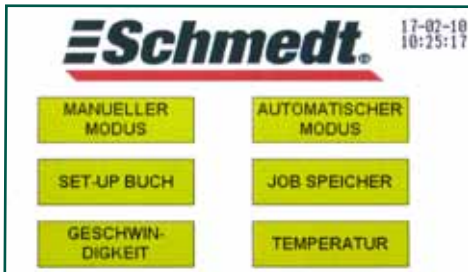 Schmedt®
17-02-10
10:25:17
MANUELLER
MODUS
AUTOMATISCHER
MODUS
SET-UP BUCH
JOB SPEICHER
GESCHWIN-
DIGKEIT
TEMPERATUR